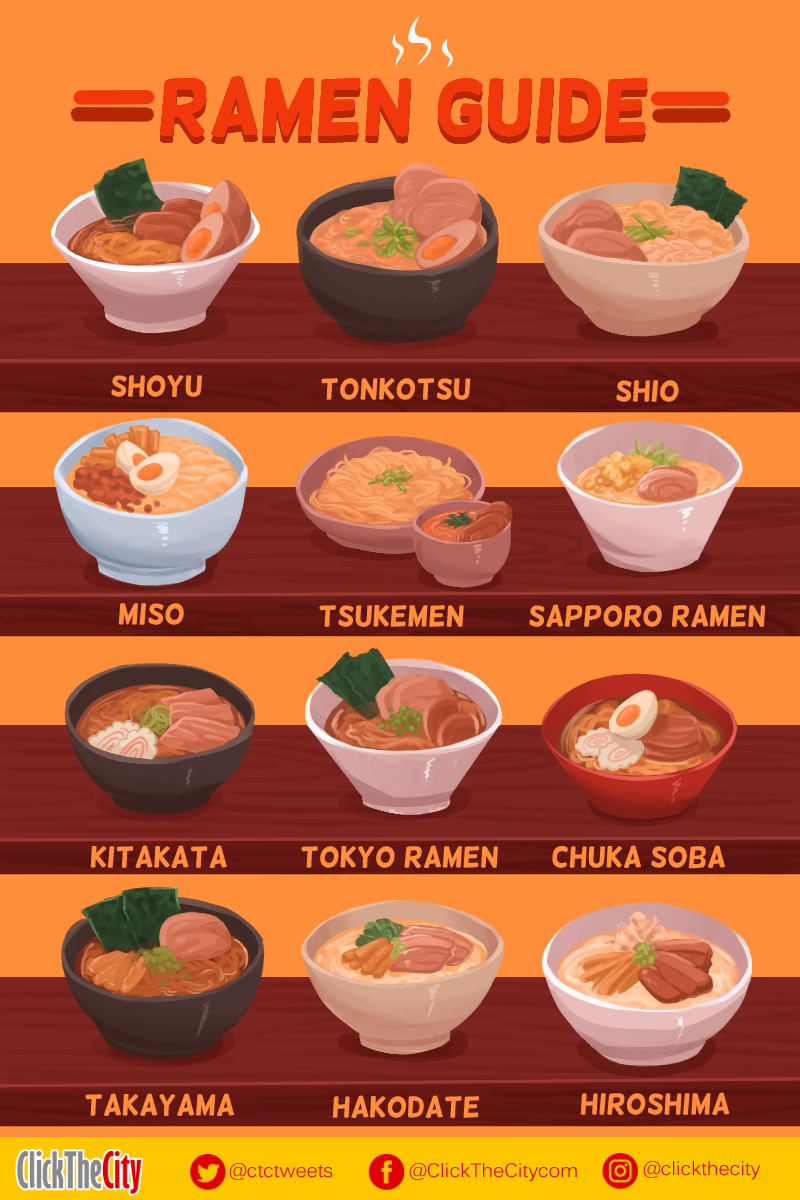 RAMEN GUIDE
SHOYU
TONKOTSU
SHIO
MISO
TSUKEMEN
SAPPORO RAMEN
KITAKATA
TOKYO RAMEN
CHUKA SOBA
TAKAYAMA
HAKODATE
HIROSHIMA
ClickTheCity
@ctctweets
@ClickTheCitycom
@clickthecity